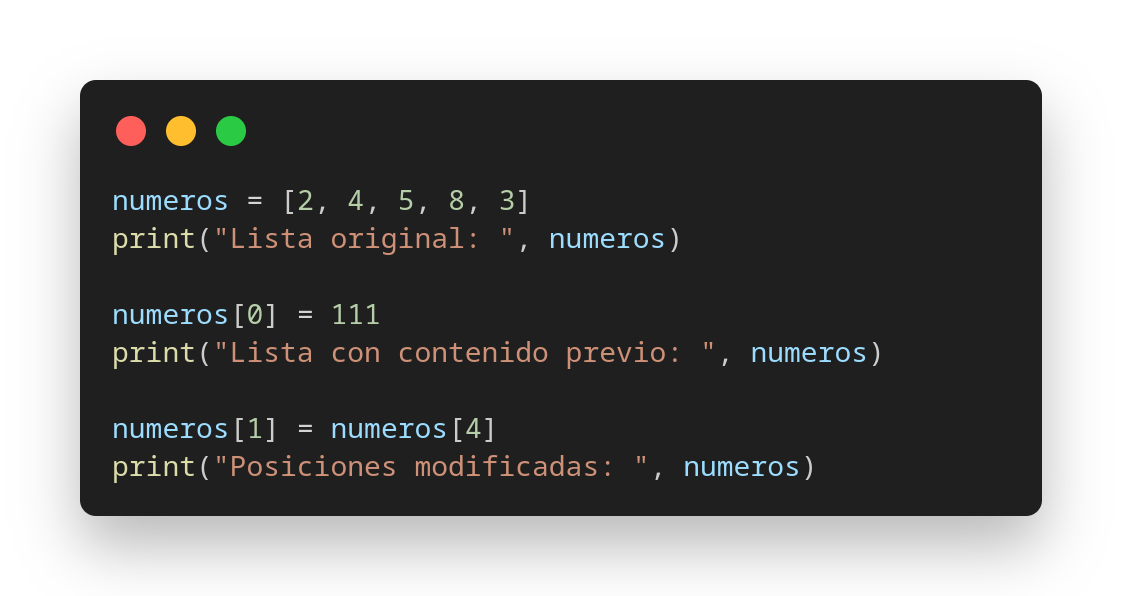 numeros = [2, 4, 5, 8, 3]
print("Lista original: ", numeros)
numeros[0] = 111
print("Lista con contenido previo: ", numeros)
numeros[1] = numeros[4]
print("Posiciones modificadas: ", numeros)